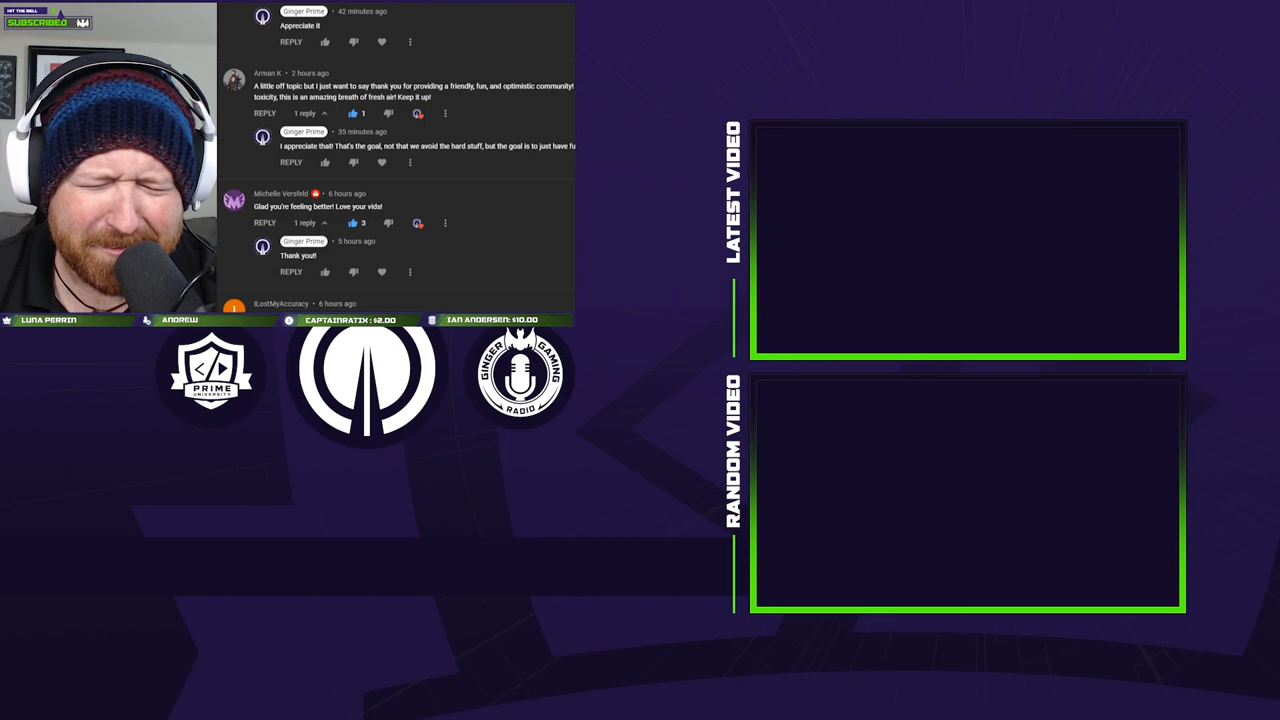 HIT THE BELL
SUBSCRIBED
Ginger Prime • 42 minutes ago
Appreciate it
REPLY
Arman K • 2 hours ago
A little off topic but I just want to say thank you for providing a friendly, fun, and optimistic community!
toxicity, this is an amazing breath of fresh air! Keep it up!
REPLY 1 reply 1
Ginger Prime • 35 minutes ago
I appreciate that! That's the goal, not that we avoid the hard stuff, but the goal is to just have fu
REPLY
Michelle Versfeld • 6 hours ago
Glad you're feeling better! Love your vids!
REPLY 1 reply 3
Ginger Prime • 5 hours ago
Thank you!!
REPLY
ILostMyAccuracy • 6 hours ago
LUNA PERRIN ANDREW CAPTAINRATIX: $2.00 IAN ANDERSEN: $10.00
PRIME
UNIVERSITY
GINGER GAMING
RADIO
LATEST VIDEO
RANDOM VIDEO